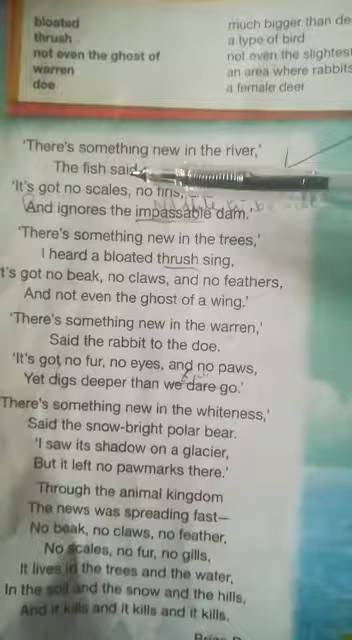 bloated much bigger than
thrush a type of bird
not even the ghost of not even the slightest
warren an area where rabbits
doe a female deer
'There's something new in the river,'
The fish said
'It's got no scales, no fins,
And ignores the impassable dam.'
'There's something new in the trees,'
I heard a bloated thrush sing,
t's got no beak, no claws, and no feathers,
And not even the ghost of a wing.'
'There's something new in the warren,'
Said the rabbit to the doe.
'It's got no fur, no eyes, and no paws,
Yet digs deeper than we dare go.'
There's something new in the whiteness,'
Said the snow-bright polar bear.
'I saw its shadow on a glacier,
But it left no pawmarks there.'
Through the animal kingdom
The news was spreading fast—
No beak, no claws, no feather,
No scales, no fur, no gills,
It lives in the trees and the water,
In the soil and the snow and the hills,
And it kills and it kills and it kills.